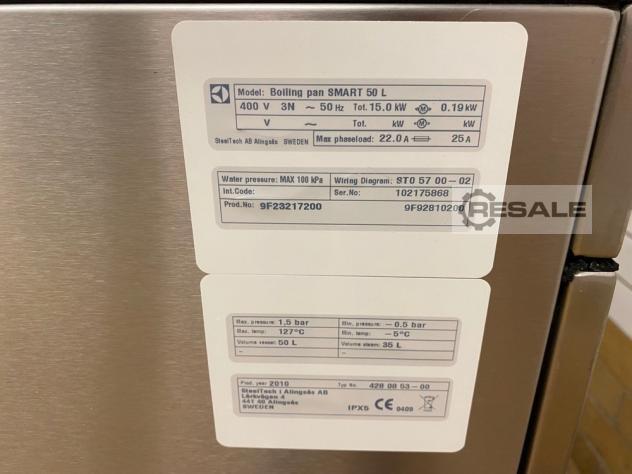 RESALE
Model: Boiling pan SMART 50 L
400 V 3N ~ 50 Hz Tot. 15.0 kW M 0.19 kW
V ~ Tot. kW M kW
SteelTech AB Alingsås SWEDEN Max phaseload: 22.0 A 25 A
Water pressure: MAX 100 kPa Wiring Diagram: ST0 57 00-02
Int.Code: Ser.No: 102175868
Prod.No: 9F23217200 9F92810200
RESALE
Max. pressure: 1,5 bar Min. pressure: -0.5 bar
Max. temp: 127°C Min. temp: -5°C
Volume vessel: 50 L Volume steam: 35 L
- -
Prod. year 2010 Typ No. 428 08 53-00
SteelTech i Alingsås AB
Lärkvägen 4
441 40 Alingsås
SWEDEN IPX5 CE 0409